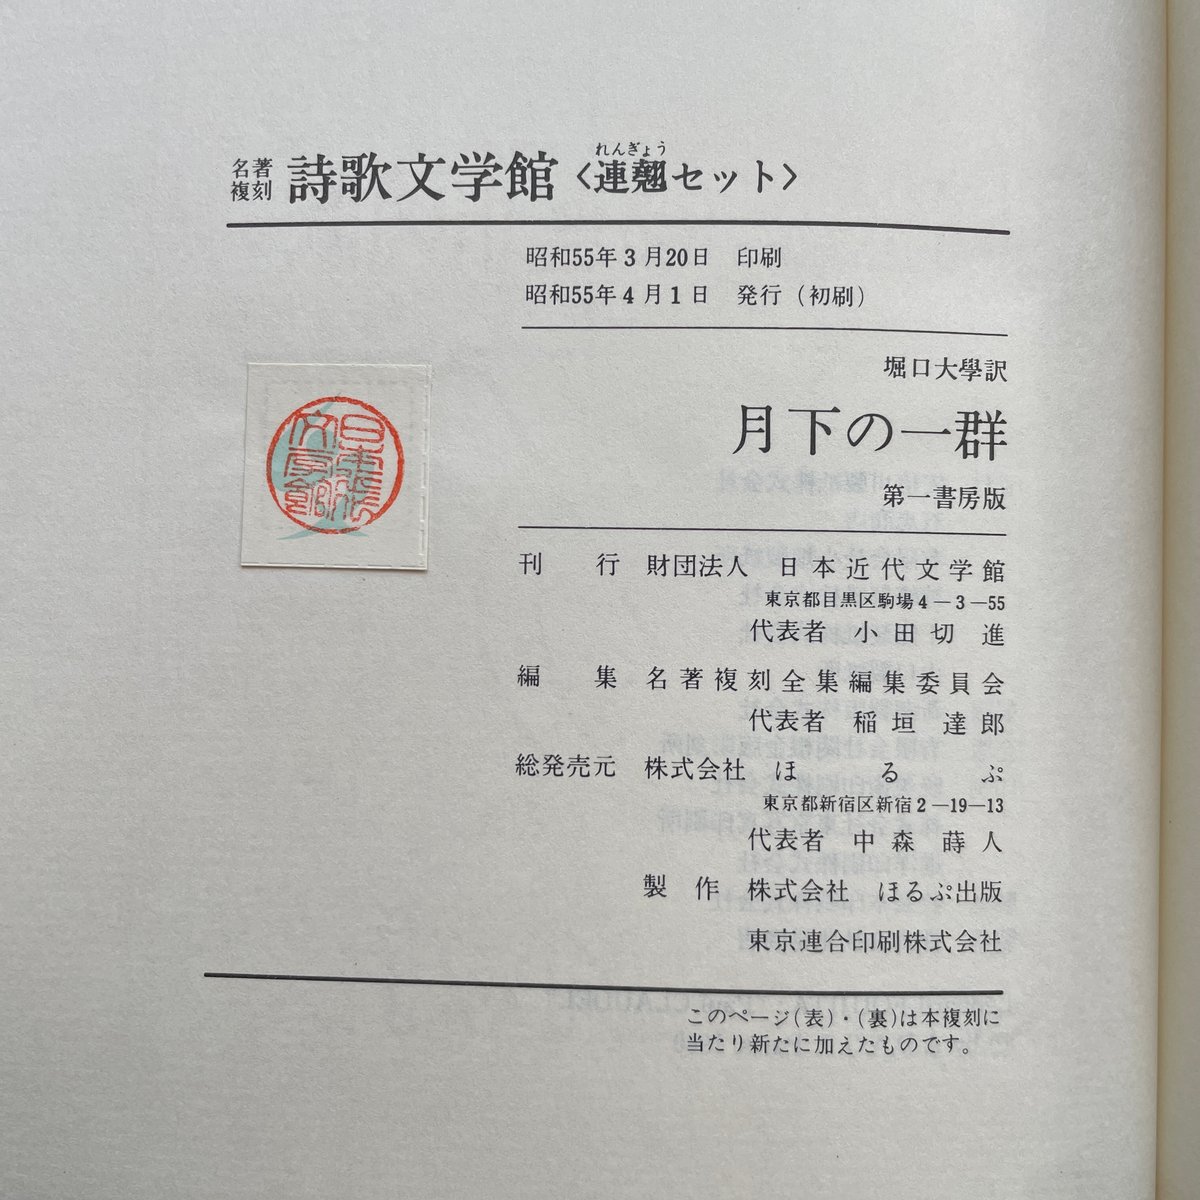 名著複刻 詩歌文学館〈連翹セット〉
れんぎょう
昭和55年3月20日 印刷
昭和55年4月1日 発行（初刷）
堀口大學訳
月下の一群
第一書房版
日本近代文学館
刊行 財団法人 日本近代文学館
東京都目黒区駒場4―3―55
代表者 小田切進
編集 名著複刻全集編集委員会
代表者 稲垣達郎
総発売元 株式会社 ほるぷ
東京都新宿区新宿2―19―13
代表者 中森蒔人
製作 株式会社 ほるぷ出版
東京連合印刷株式会社
このページ（表）・（裏）は本複刻に
当たり新たに加えたものです。